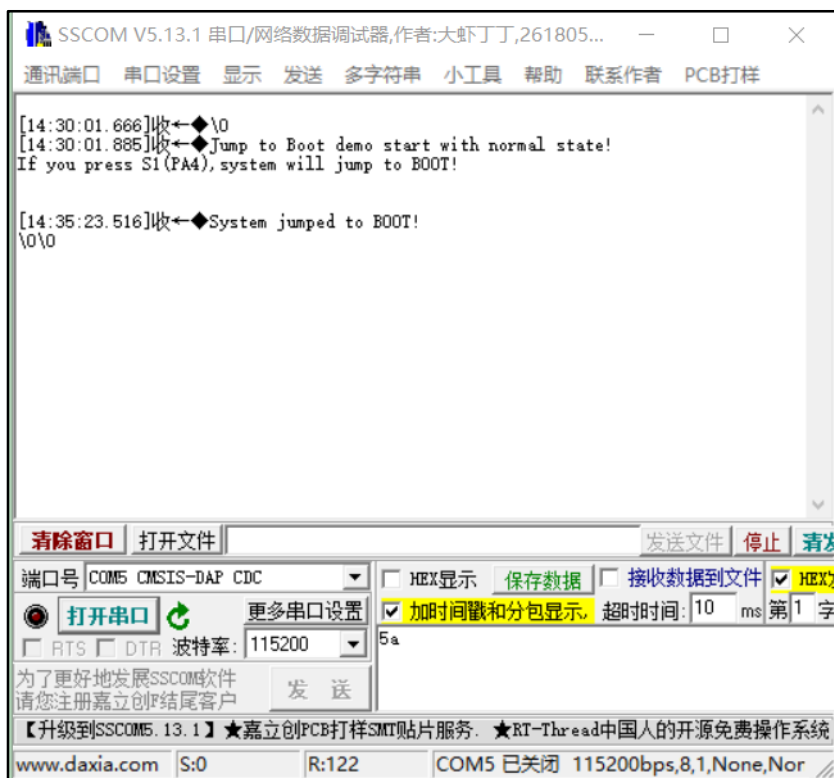 SSCOM V5.13.1 串口/网络数据调试器,作者:大虾丁丁,261805...
通讯端口 串口设置 显示 发送 多字符串 小工具 帮助 联系作者 PCB打样
[14:30:01.666]收←◆\0
[14:30:01.885]收←◆Jump to Boot demo start with normal state!
If you press S1(PA4),system will jump to BOOT!
[14:35:23.516]收←◆System jumped to BOOT!
\0\0
清除窗口 打开文件 发送文件 停止 清发
端口号 COM5 CMSIS-DAP CDC HEX显示 保存数据 接收数据到文件 HEX发
打开串口 更多串口设置 加时间戳和分包显示, 超时时间: 10 ms 第 1 字
RTS DTR 波特率: 115200 5a
为了更好地发展SSCOM软件
请您注册嘉立创F结尾客户 发 送
【升级到SSCOM5.13.1】★嘉立创PCB打样SMT贴片服务. ★RT-Thread中国人的开源免费操作系统
www.daxia.com S:0 R:122 COM5 已关闭 115200bps,8,1,None,Nor